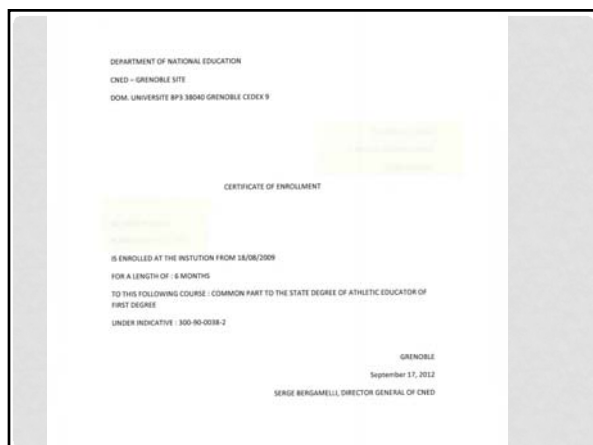 DEPARTMENT OF NATIONAL EDUCATION
CNED – GRENOBLE SITE
DOM. UNIVERSITE BP3 38040 GRENOBLE CEDEX 9
CERTIFICATE OF ENROLLMENT
IS ENROLLED AT THE INSTUTION FROM 18/08/2009
FOR A LENGTH OF : 6 MONTHS
TO THIS FOLLOWING COURSE : COMMON PART TO THE STATE DEGREE OF ATHLETIC EDUCATOR OF
FIRST DEGREE
UNDER INDICATIVE : 300-90-0038-2
GRENOBLE
September 17, 2012
SERGE BERGAMELLI, DIRECTOR GENERAL OF CNED